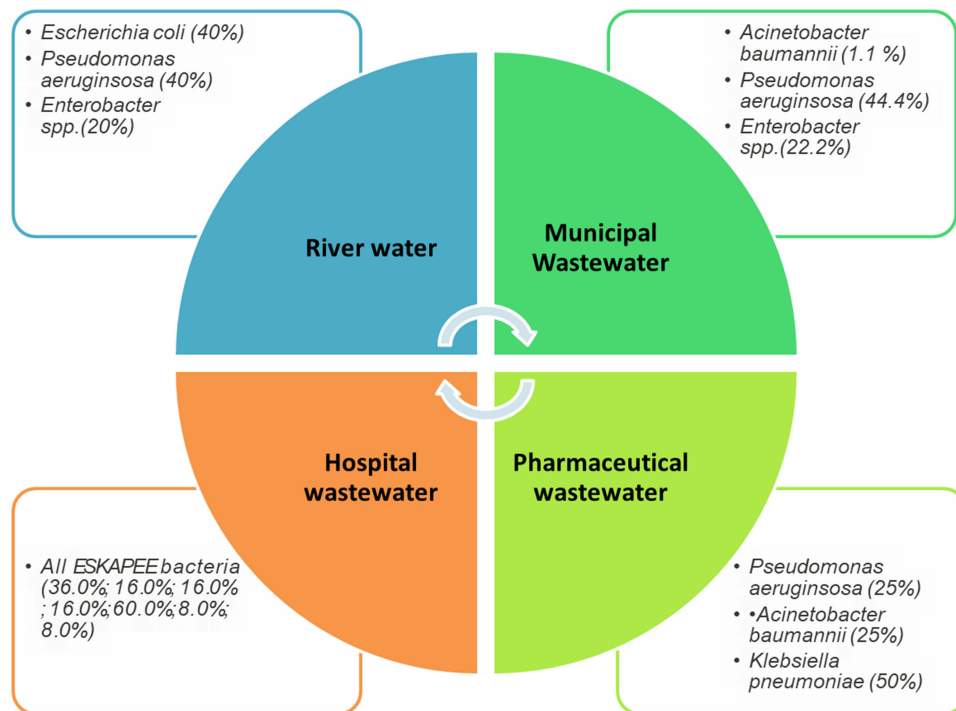 • Escherichia coli (40%)
• Pseudomonas
aeruginsosa (40%)
• Enterobacter
spp.(20%)
• Acinetobacter
baumannii (1.1 %)
• Pseudomonas
aeruginsosa (44.4%)
• Enterobacter
spp.(22.2%)
River water
Municipal
Wastewater
Hospital
wastewater
Pharmaceutical
wastewater
• All ESKAPEE bacteria
(36.0%; 16.0%; 16.0%
; 16.0%;60.0%;8.0%;
8.0%)
• Pseudomonas
aeruginsosa (25%)
• •Acinetobacter
baumannii (25%)
• Klebsiella
pneumoniae (50%)